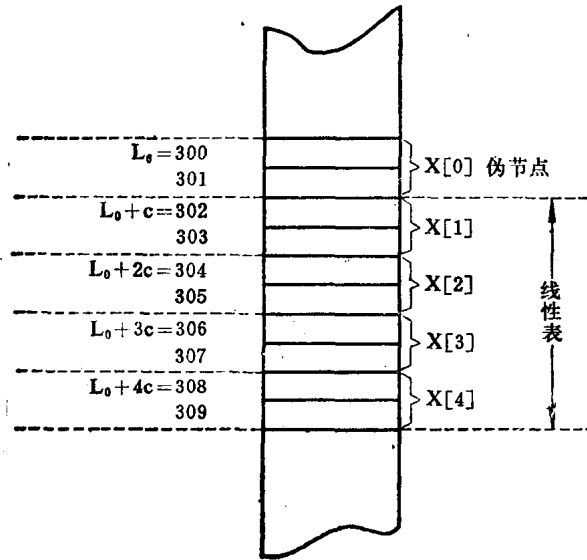 L₀=300
301
X[0] 伪节点
L₀+c=302
303
X[1]
L₀+2c=304
305
X[2]
L₀+3c=306
307
X[3]
L₀+4c=308
309
X[4]
线性表